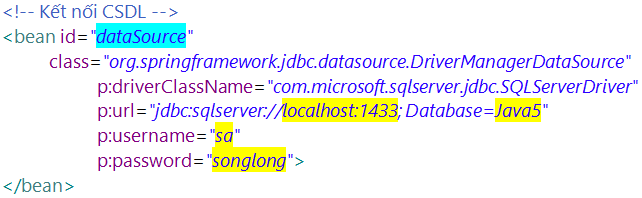 <!-- Kết nối CSDL -->
<bean id="dataSource"
class="org.springframework.jdbc.datasource.DriverManagerDataSource"
p:driverClassName="com.microsoft.sqlserver.jdbc.SQLServerDriver"
p:url="jdbc:sqlserver://localhost:1433; Database=Java5"
p:username="sa"
p:password="songlong">
</bean>